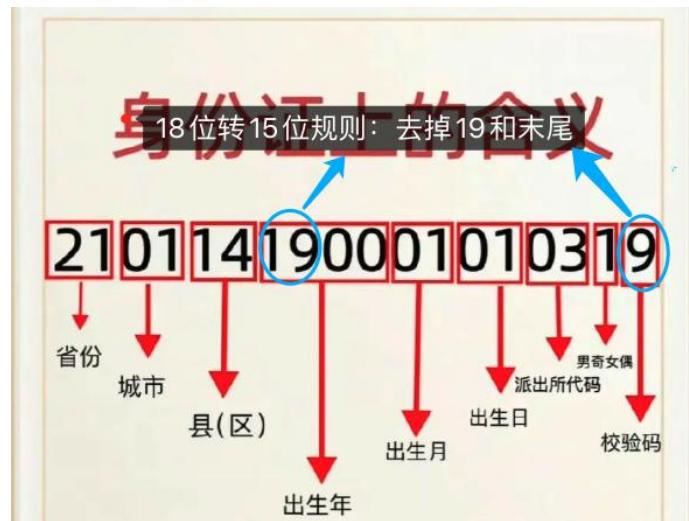 身份证上的含义
18位转15位规则：去掉19和末尾
210114190001010319
省份
城市
县(区)
出生年
出生月
出生日
派出所代码
男奇女偶
校验码